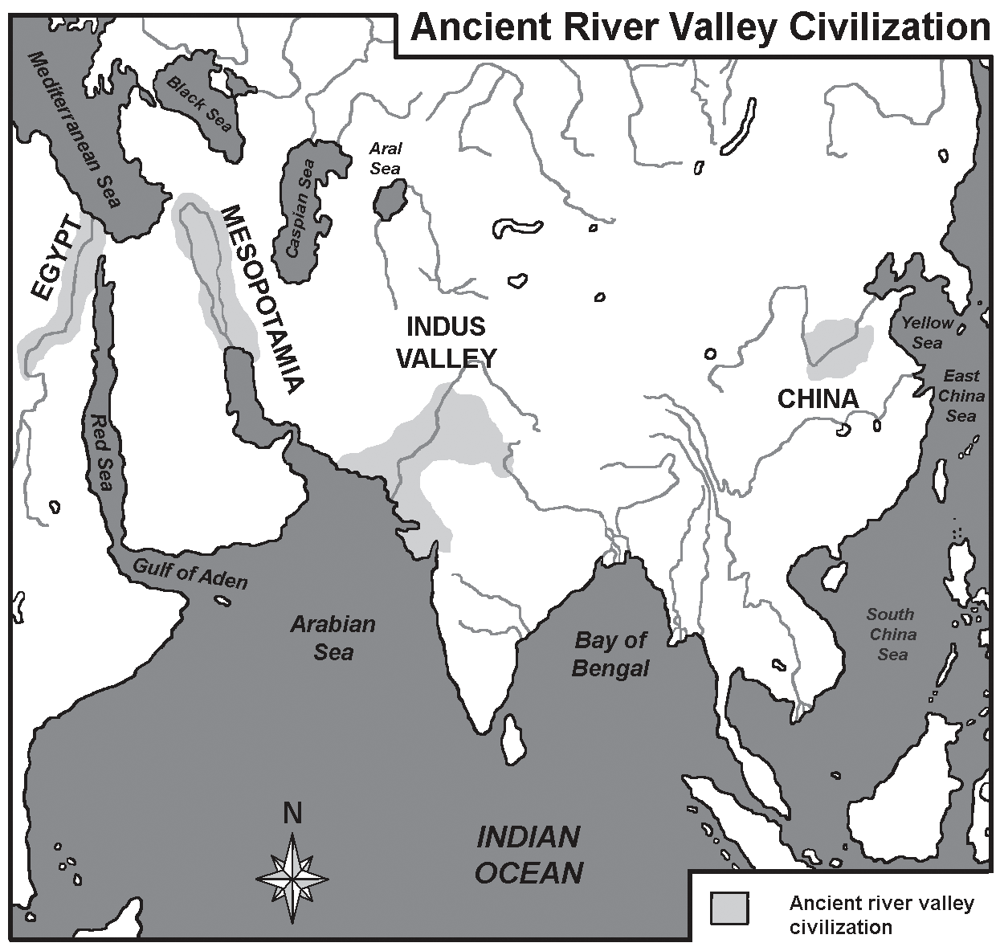 Ancient River Valley Civilization
Mediterranean Sea
Black Sea
Caspian Sea
Aral
Sea
EGYPT
MESOPOTAMIA
INDUS
VALLEY
CHINA
Yellow
Sea
East
China
Sea
Red Sea
Gulf of Aden
Arabian
Sea
Bay of
Bengal
South
China
Sea
N
INDIAN
OCEAN
Ancient river valley
civilization